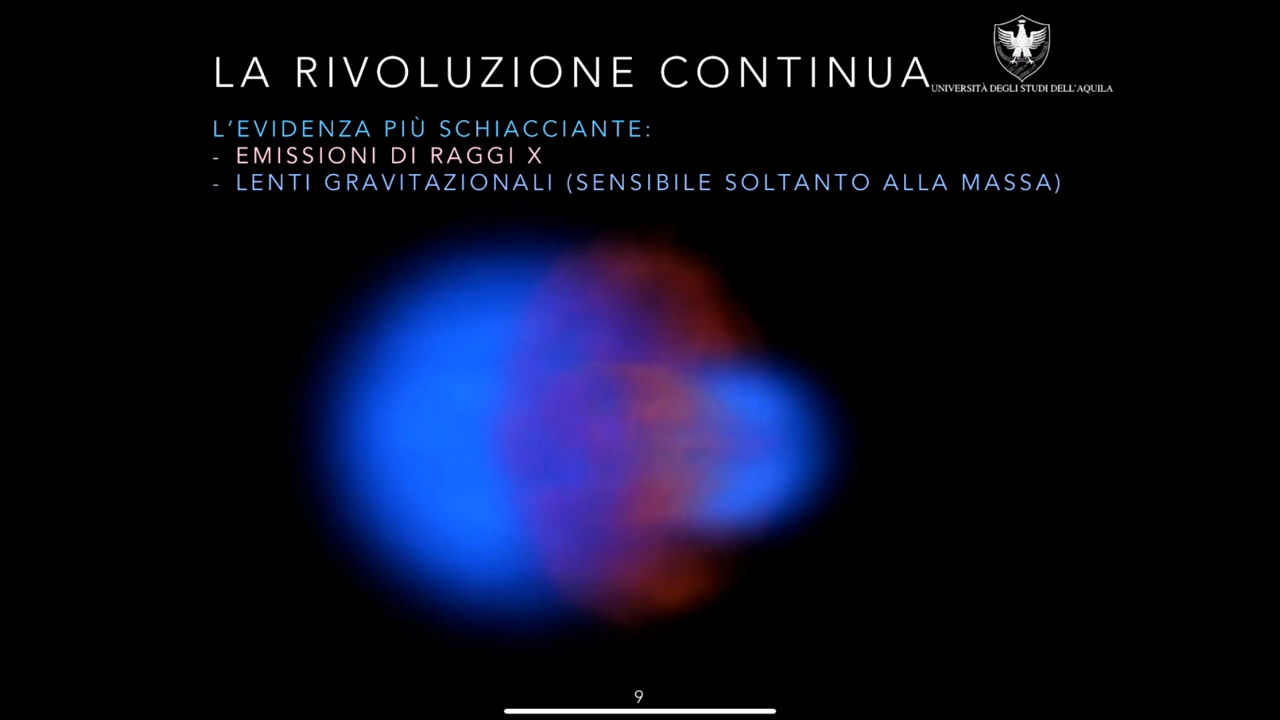 LA RIVOLUZIONE CONTINUA
UNIVERSITÀ DEGLI STUDI DELL'AQUILA
L'EVIDENZA PIÙ SCHIACCIANTE:
- EMISSIONI DI RAGGI X
- LENTI GRAVITAZIONALI (SENSIBILE SOLTANTO ALLA MASSA)
9